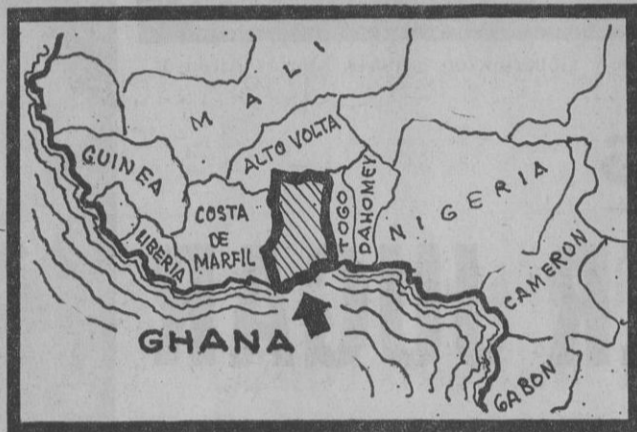 MALI
ALTO VOLTA
GUINEA
COSTA
DE
MARFIL
LIBERIA
TOGO
DAHOMEY
NIGERIA
CAMERON
GHANA
GABON